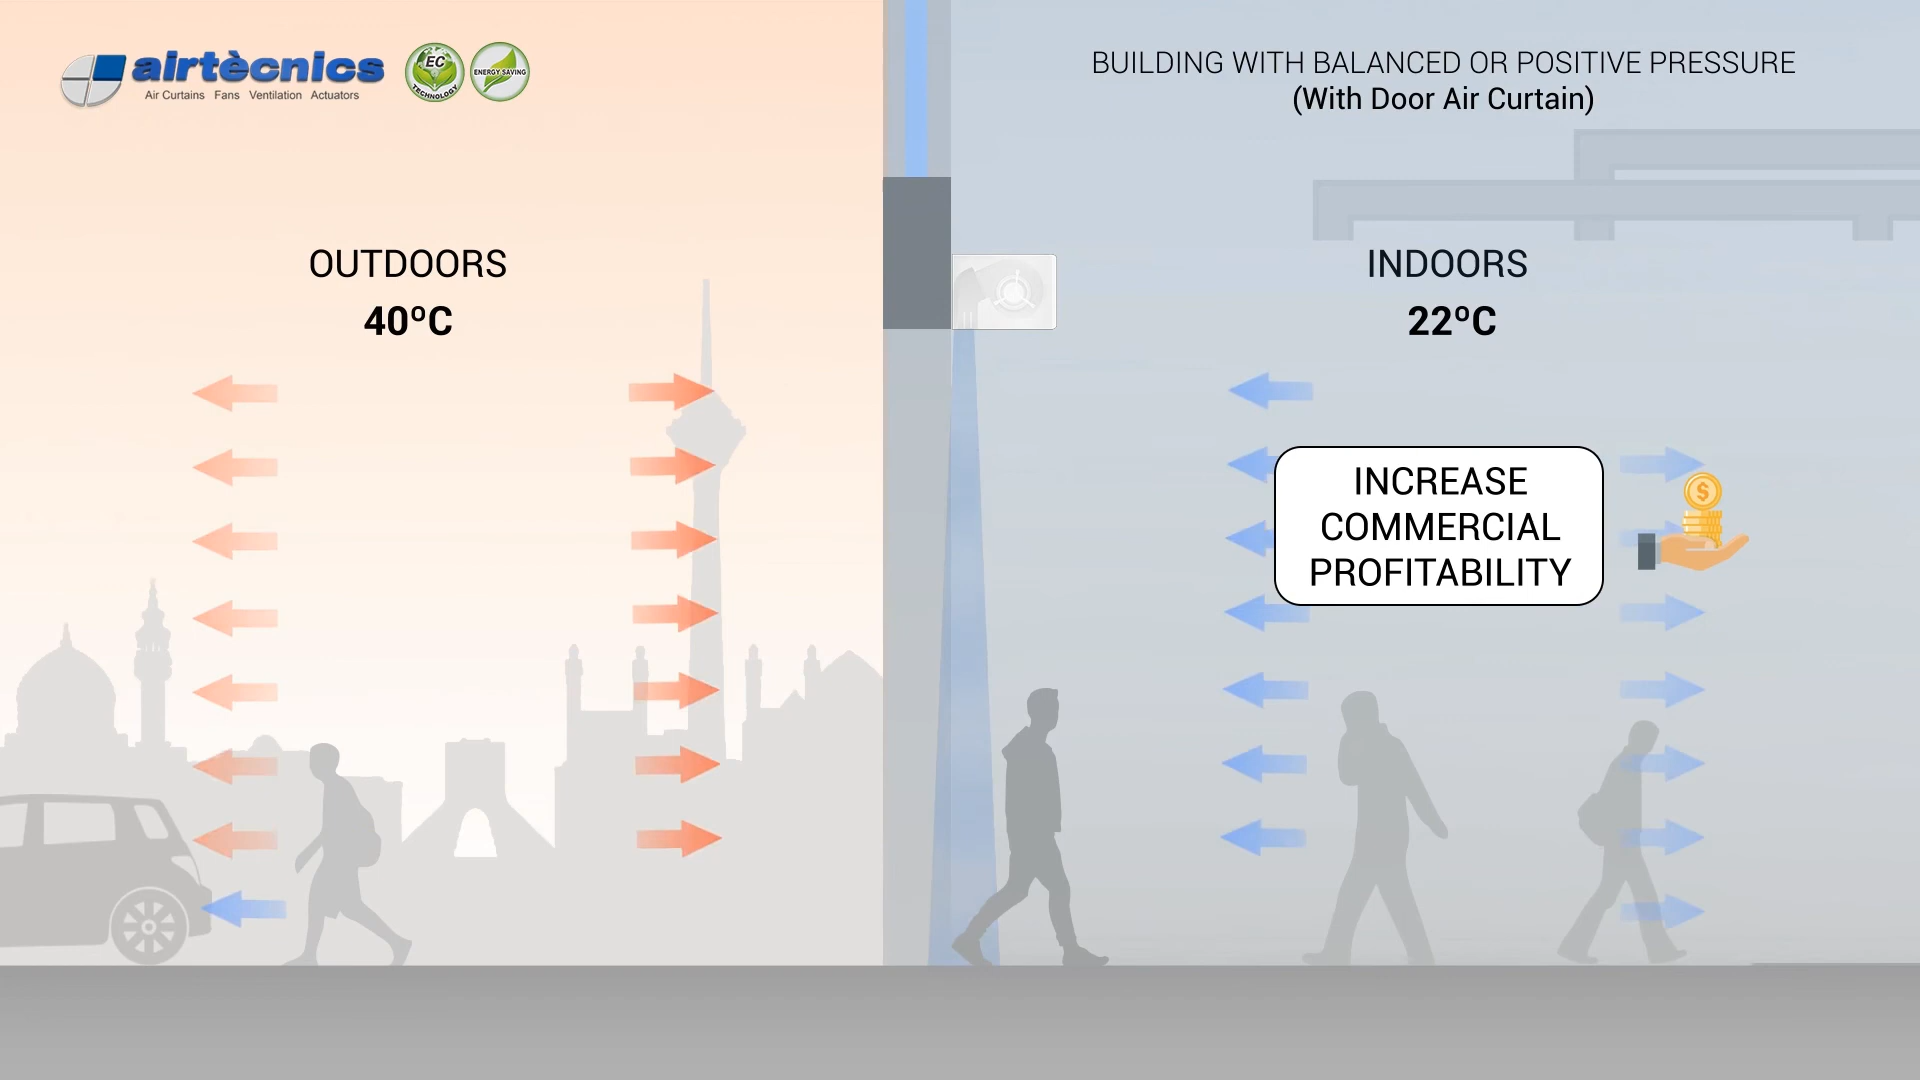 airtècnics
Air Curtains Fans Ventilation Actuators
EC
TECHNOLOGY
ENERGY SAVING
BUILDING WITH BALANCED OR POSITIVE PRESSURE
(With Door Air Curtain)
OUTDOORS
40ºC
INDOORS
22ºC
INCREASE
COMMERCIAL
PROFITABILITY
$